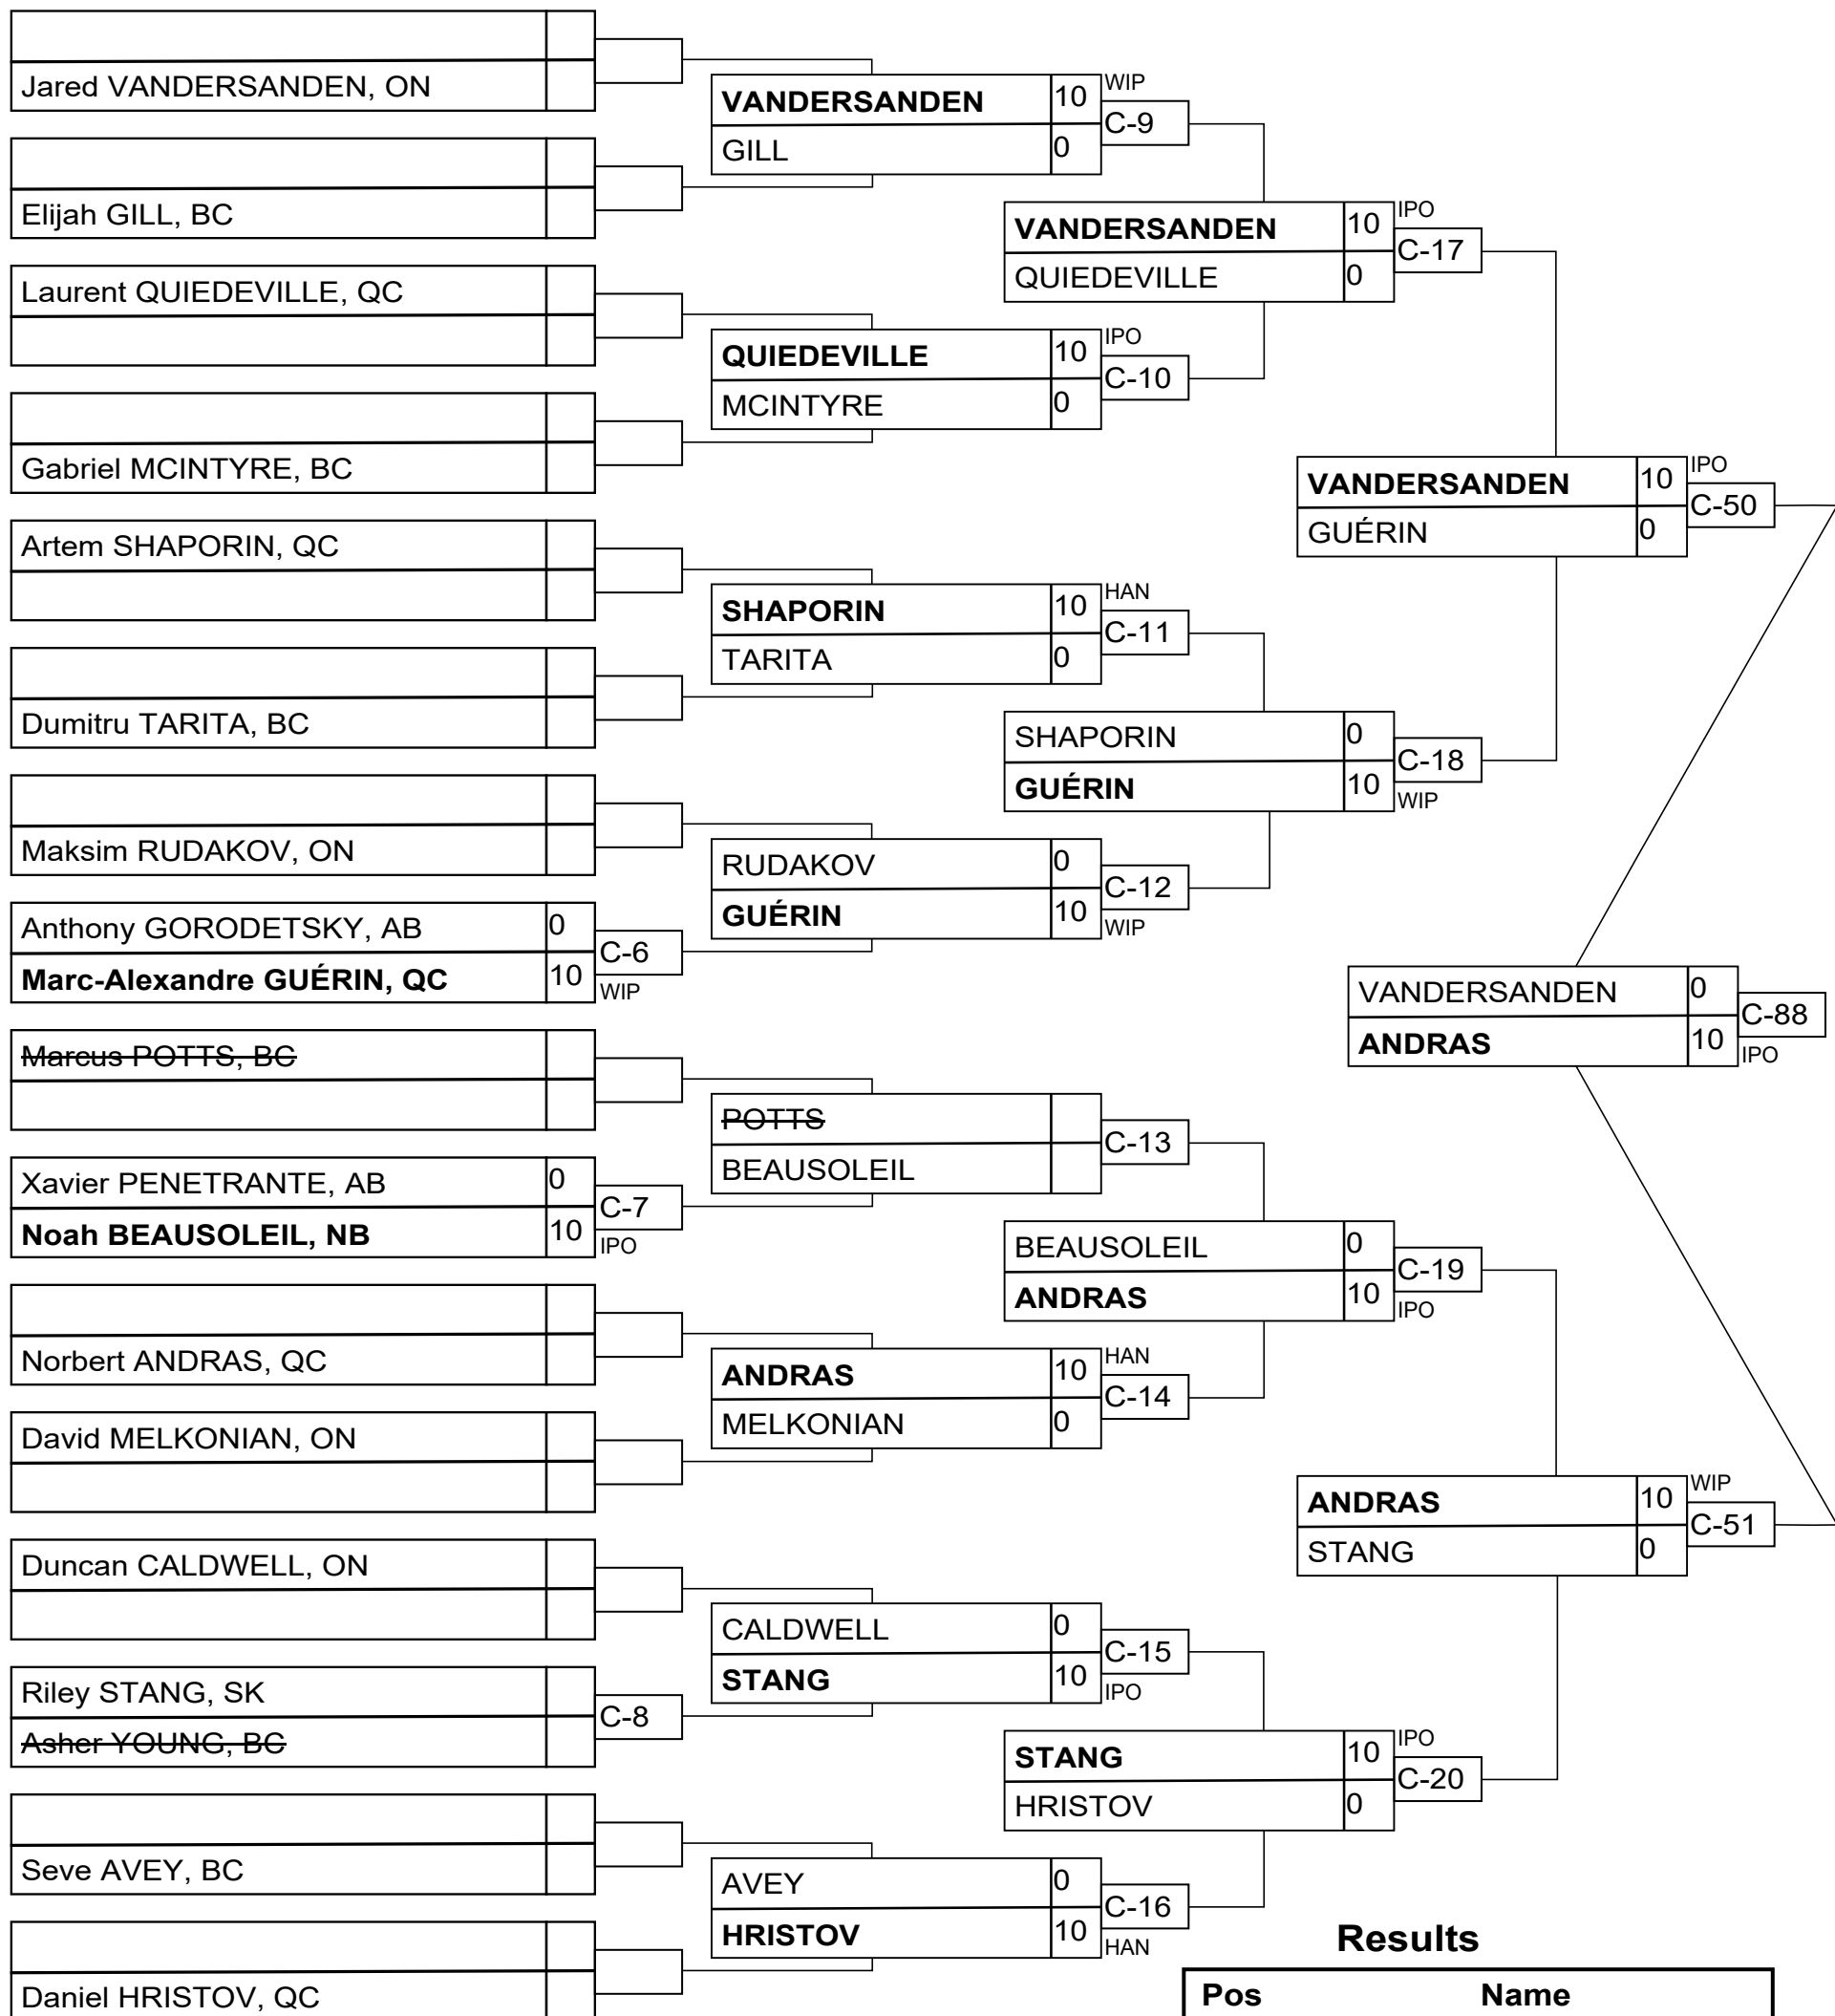 Jared VANDERSANDEN, ON
Elijah GILL, BC
Laurent QUIEDEVILLE, QC
Gabriel MCINTYRE, BC
Artem SHAPORIN, QC
Dumitru TARITA, BC
Maksim RUDAKOV, ON
Anthony GORODETSKY, AB 0
C-6
Marc-Alexandre GUÉRIN, QC 10 WIP
Marcus POTTS, BC
Xavier PENETRANTE, AB 0
C-7
Noah BEAUSOLEIL, NB 10 IPO
Norbert ANDRAS, QC
David MELKONIAN, ON
Duncan CALDWELL, ON
Riley STANG, SK
C-8
Asher YOUNG, BC
Seve AVEY, BC
Daniel HRISTOV, QC
VANDERSANDEN 10 WIP
C-9
GILL 0
QUIEDEVILLE 10 IPO
C-10
MCINTYRE 0
SHAPORIN 10 HAN
C-11
TARITA 0
RUDAKOV 0
C-12
GUÉRIN 10 WIP
POTTS
C-13
BEAUSOLEIL
ANDRAS 10 HAN
C-14
MELKONIAN 0
CALDWELL 0
C-15
STANG 10 IPO
AVEY 0
C-16
HRISTOV 10 HAN
VANDERSANDEN 10 IPO
C-17
QUIEDEVILLE 0
SHAPORIN 0
C-18
GUÉRIN 10 WIP
BEAUSOLEIL 0
C-19
ANDRAS 10 IPO
STANG 10 IPO
C-20
HRISTOV 0
VANDERSANDEN 10 IPO
C-50
GUÉRIN 0
VANDERSANDEN 0
C-88
ANDRAS 10 IPO
ANDRAS 10 WIP
C-51
STANG 0
Results
Pos Name